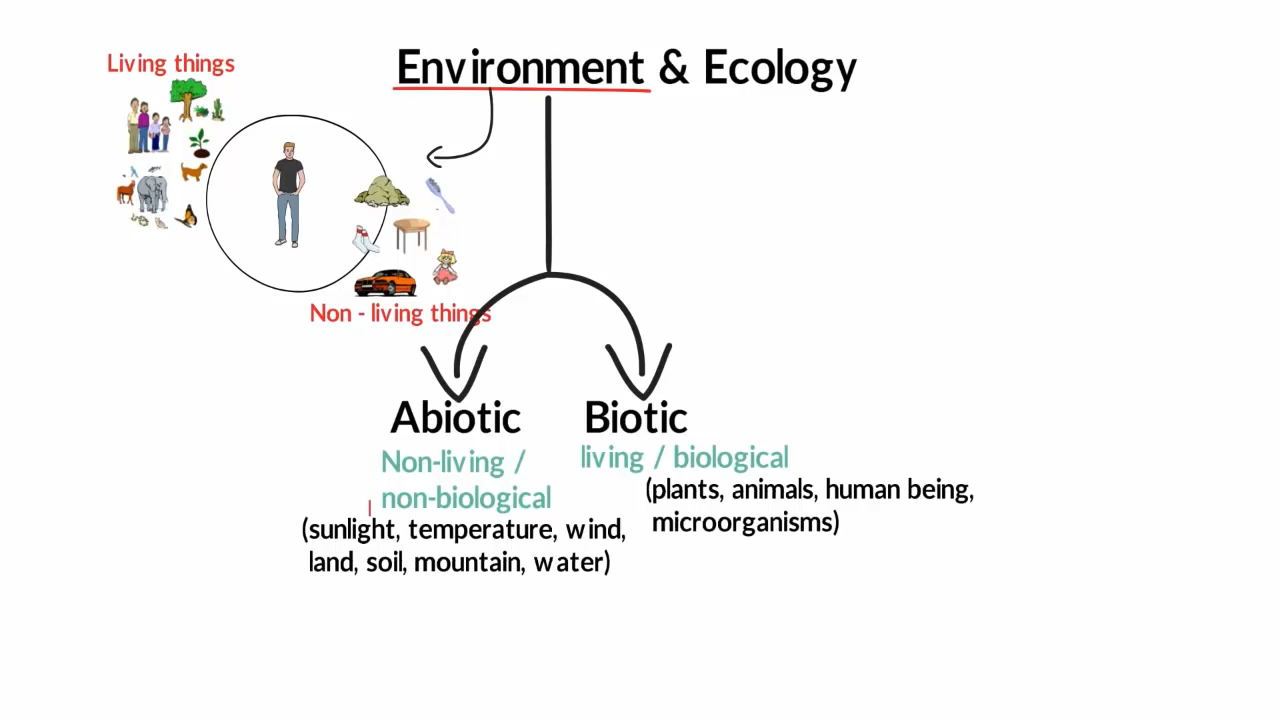 Environment & Ecology
Living things
Non - living things
Abiotic
Non-living /
non-biological
(sunlight, temperature, wind,
land, soil, mountain, water)
Biotic
living / biological
(plants, animals, human being,
microorganisms)